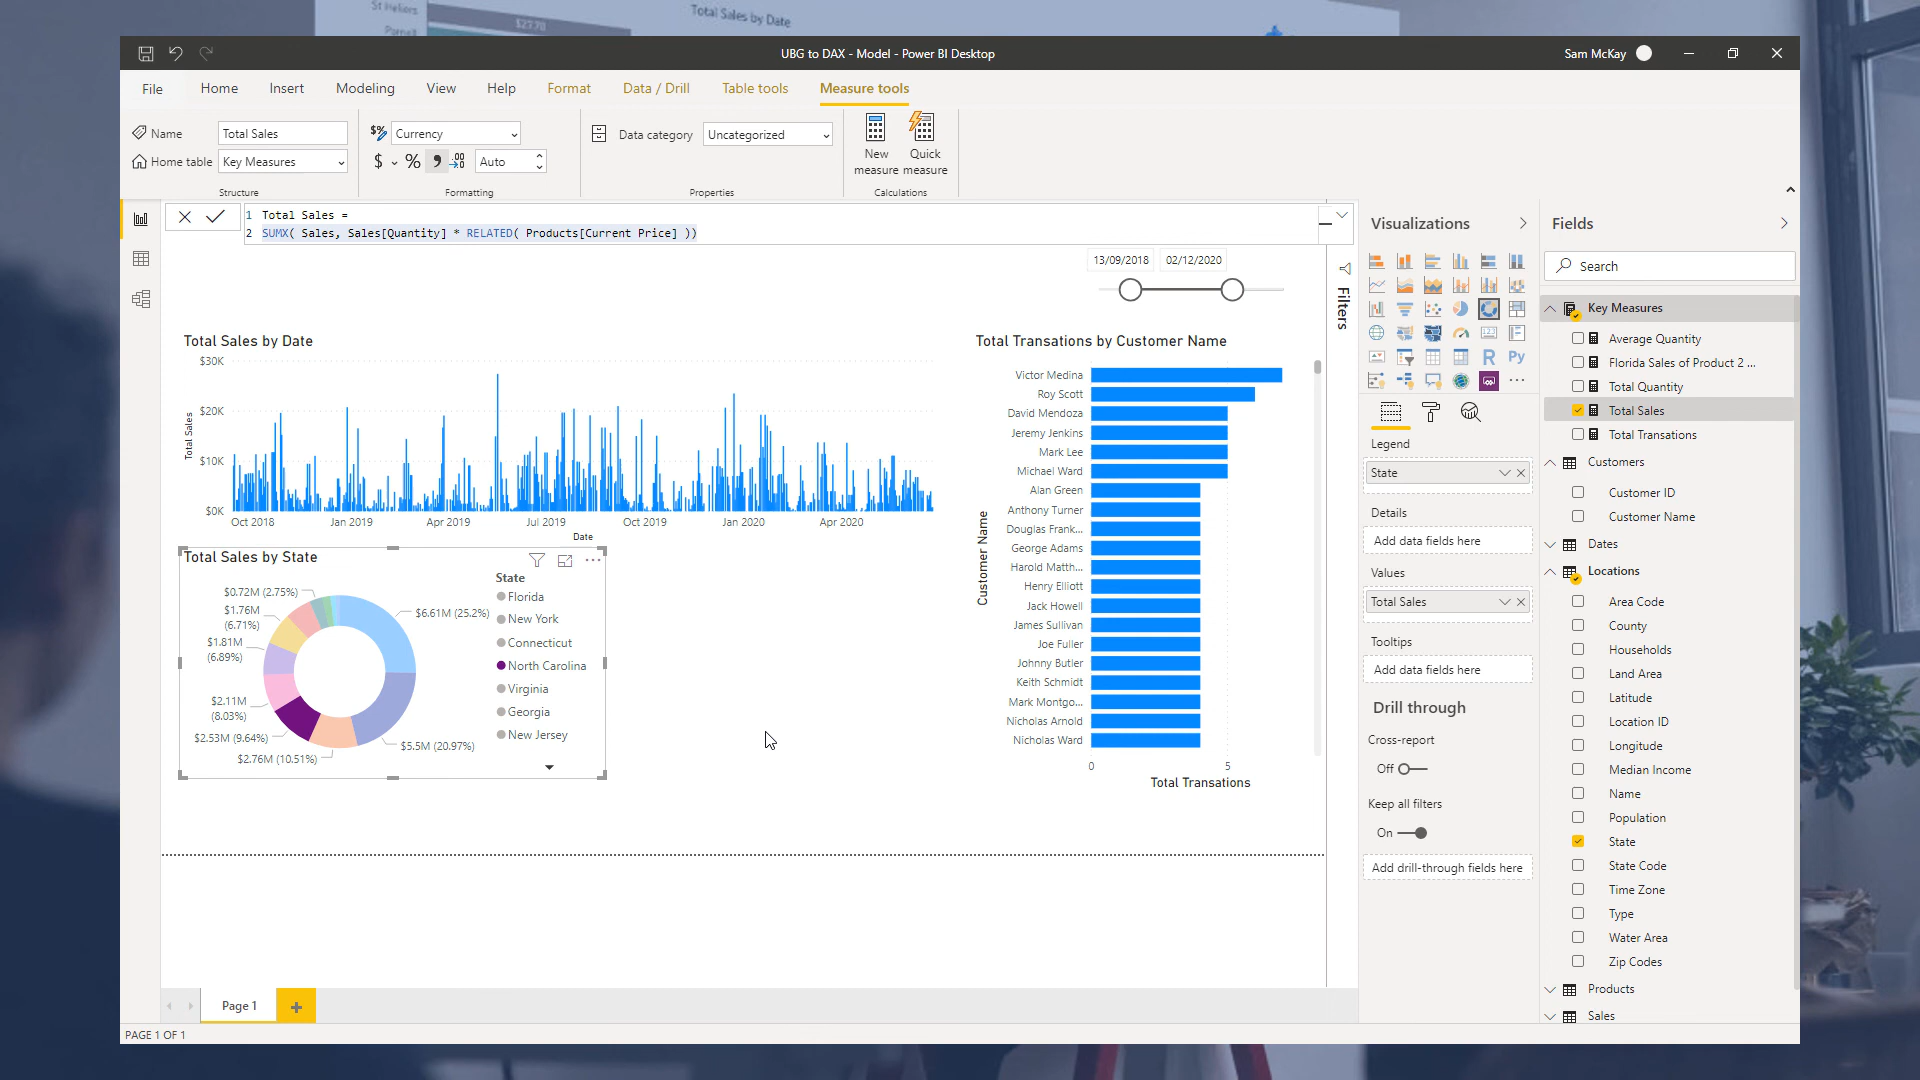 St Heliers
$27.70
Total Sales by Date
Parnell
UBG to DAX - Model - Power BI Desktop
Sam McKay
File
Home
Insert
Modeling
View
Help
Format
Data / Drill
Table tools
Measure tools
Name
Total Sales
Home table
Key Measures
Structure
Currency
$
%
Auto
Formatting
Data category
Uncategorized
Properties
New measure
Quick measure
Calculations
1 Total Sales =
2 SUMX( Sales, Sales[Quantity] * RELATED( Products[Current Price] ))
13/09/2018
02/12/2020
Total Sales by Date
Total Sales
$30K
$20K
$10K
$0K
Oct 2018
Jan 2019
Apr 2019
Jul 2019
Oct 2019
Jan 2020
Apr 2020
Date
Total Sales by State
$0.72M (2.75%)
$1.76M
(6.71%)
$1.81M
(6.89%)
$2.11M
(8.03%)
$2.53M (9.64%)
$2.76M (10.51%)
$5.5M (20.97%)
$6.61M (25.2%)
State
Florida
New York
Connecticut
North Carolina
Virginia
Georgia
New Jersey
Total Transations by Customer Name
Customer Name
Victor Medina
Roy Scott
David Mendoza
Jeremy Jenkins
Mark Lee
Michael Ward
Alan Green
Anthony Turner
Douglas Frank...
George Adams
Harold Matth...
Henry Elliott
Jack Howell
James Sullivan
Joe Fuller
Johnny Butler
Keith Schmidt
Mark Montgo...
Nicholas Arnold
Nicholas Ward
0
5
Total Transations
Filters
Visualizations
R
Py
Legend
State
Details
Add data fields here
Values
Total Sales
Tooltips
Add data fields here
Drill through
Cross-report
Off
Keep all filters
On
Add drill-through fields here
Fields
Search
Key Measures
Average Quantity
Florida Sales of Product 2 ...
Total Quantity
Total Sales
Total Transations
Customers
Customer ID
Customer Name
Dates
Locations
Area Code
County
Households
Land Area
Latitude
Location ID
Longitude
Median Income
Name
Population
State
State Code
Time Zone
Type
Water Area
Zip Codes
Products
Sales
Page 1
PAGE 1 OF 1